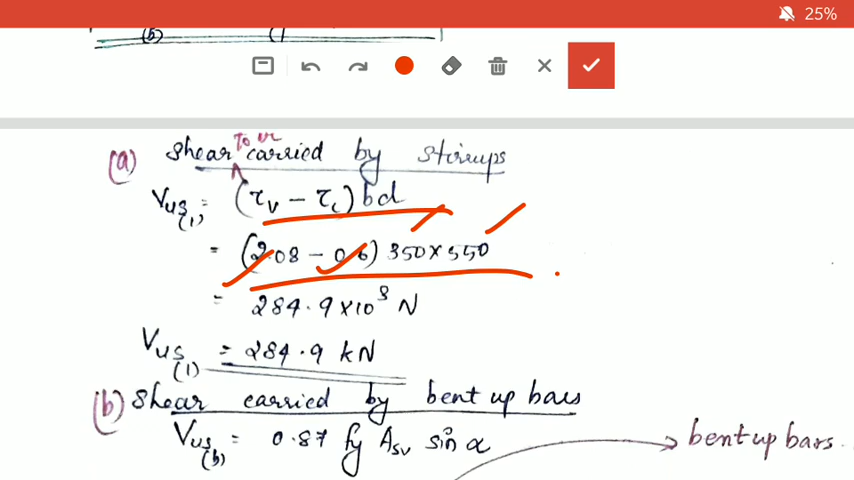 25%
(b)
(a) Shear To be carried by stirrups
Vus(1) = (τv - τc) bd
= (2.08 - 0.6) 350×550
= 284.9×10³ N
Vus(1) = 284.9 kN
(b) Shear carried by bent up bars
Vus(b) = 0.87 fy Asv sin α
bent up bars.